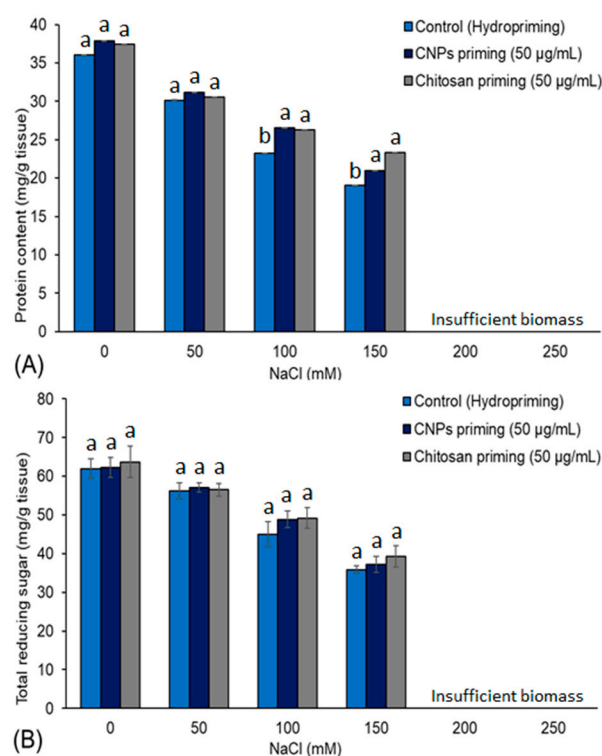 40
35
30
25
20
15
10
5
0
Protein content (mg/g tissue)
Control (Hydropriming)
CNPs priming (50 µg/mL)
Chitosan priming (50 µg/mL)
a a a
a a a
b a a
b a a
Insufficient biomass
0 50 100 150 200 250
NaCl (mM)
(A)
80
70
60
50
40
30
20
10
0
Total reducing sugar (mg/g tissue)
Control (Hydropriming)
CNPs priming (50 µg/mL)
Chitosan priming (50 µg/mL)
a a a
a a a
a a a
a a a
Insufficient biomass
0 50 100 150 200 250
NaCl (mM)
(B)